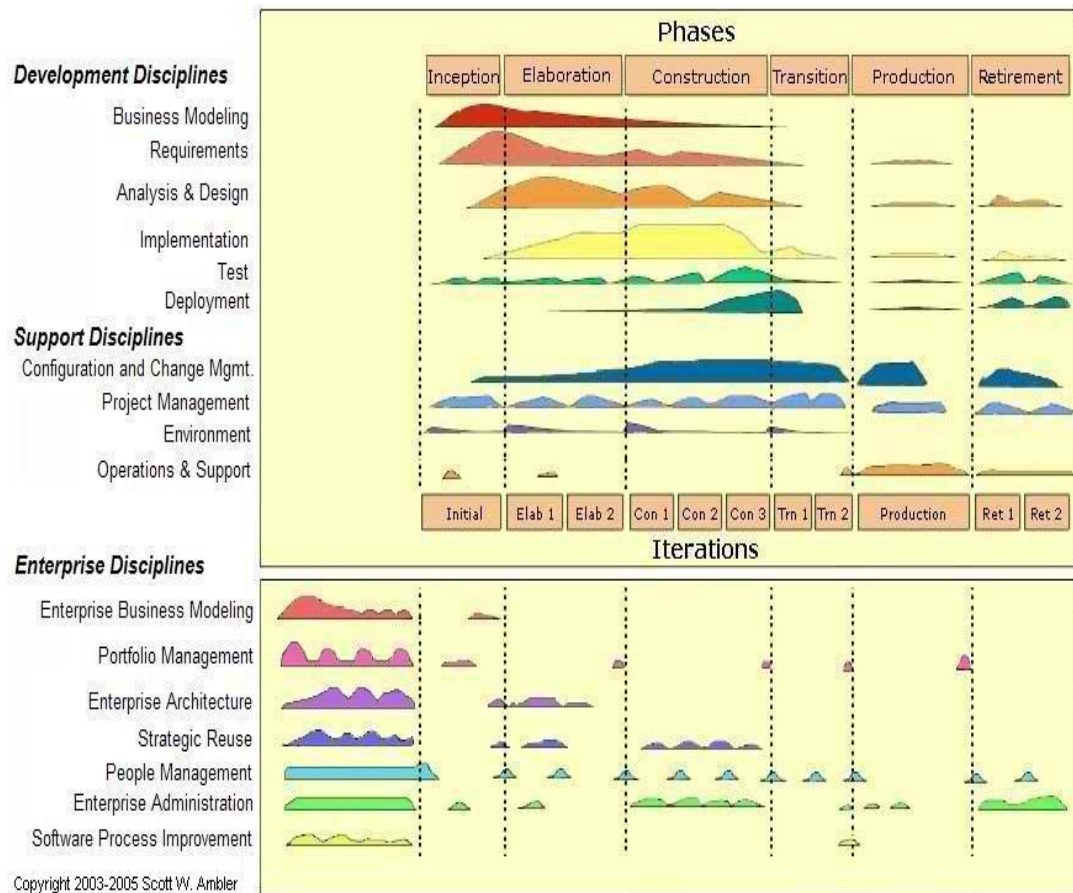 Phases
Development Disciplines
Inception Elaboration Construction Transition Production Retirement
Business Modeling
Requirements
Analysis & Design
Implementation
Test
Deployment
Support Disciplines
Configuration and Change Mgmt.
Project Management
Environment
Operations & Support
Initial Elab 1 Elab 2 Con 1 Con 2 Con 3 Trn 1 Trn 2 Production Ret 1 Ret 2
Iterations
Enterprise Disciplines
Enterprise Business Modeling
Portfolio Management
Enterprise Architecture
Strategic Reuse
People Management
Enterprise Administration
Software Process Improvement
Copyright 2003-2005 Scott W. Ambler